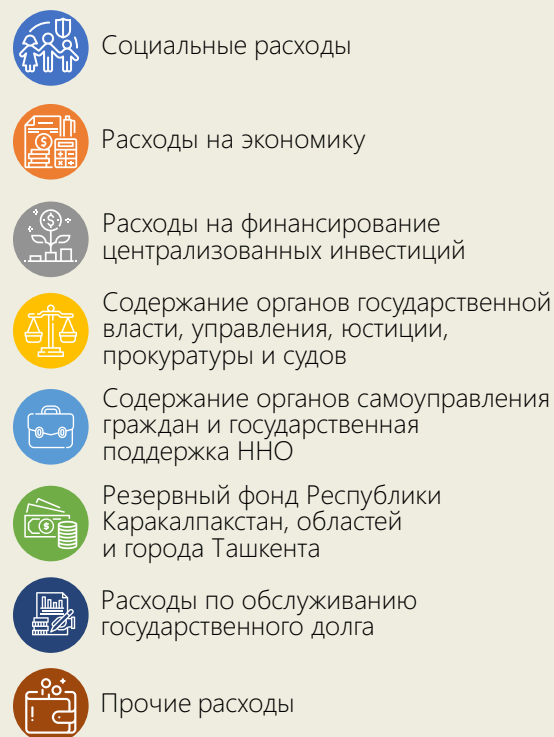 Социальные расходы
Расходы на экономику
Расходы на финансирование
централизованных инвестиций
Содержание органов государственной
власти, управления, юстиции,
прокуратуры и судов
Содержание органов самоуправления
граждан и государственная
поддержка ННО
Резервный фонд Республики
Каракалпакстан, областей
и города Ташкента
Расходы по обслуживанию
государственного долга
Прочие расходы